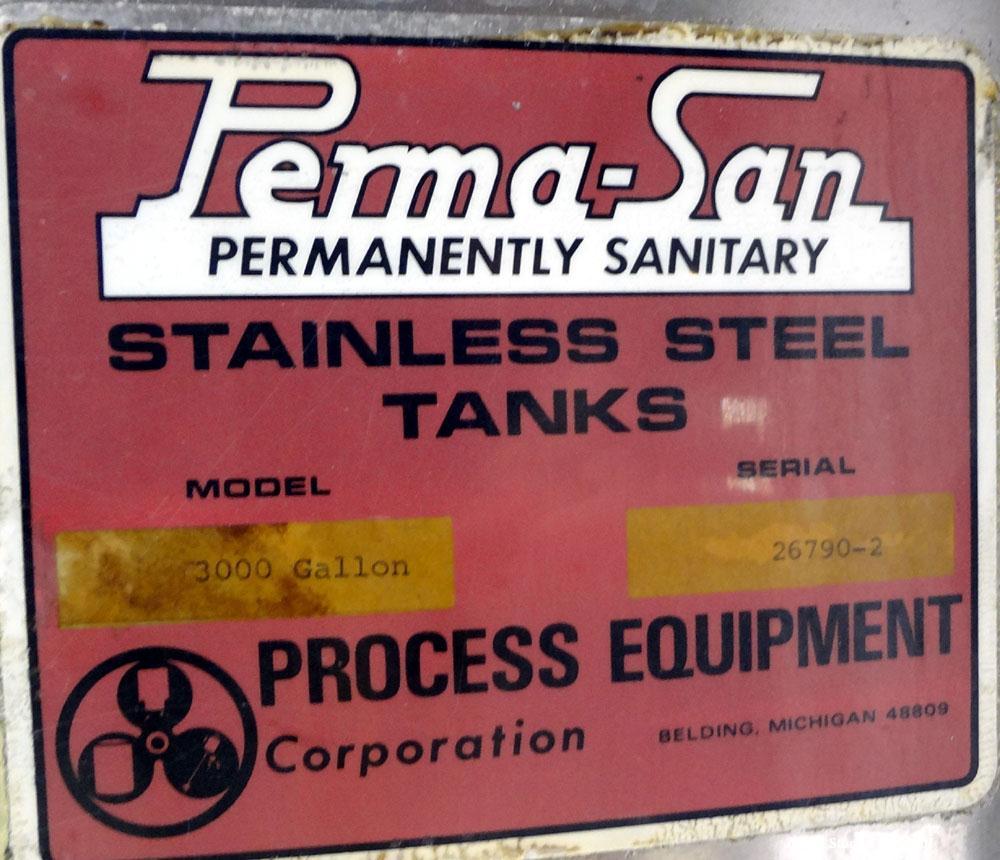 Perma-San
PERMANENTLY SANITARY
STAINLESS STEEL
TANKS
MODEL
SERIAL
3000 Gallon
26790-2
PROCESS EQUIPMENT
Corporation
BELDING, MICHIGAN 48809